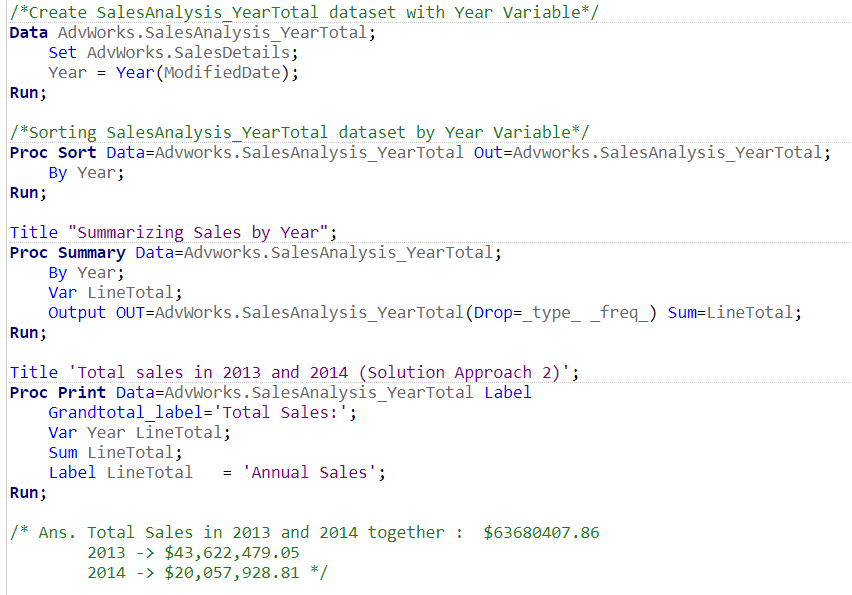 /*Create SalesAnalysis_YearTotal dataset with Year Variable*/
Data AdvWorks.SalesAnalysis_YearTotal;
    Set AdvWorks.SalesDetails;
    Year = Year(ModifiedDate);
Run;

/*Sorting SalesAnalysis_YearTotal dataset by Year Variable*/
Proc Sort Data=Advworks.SalesAnalysis_YearTotal Out=Advworks.SalesAnalysis_YearTotal;
    By Year;
Run;

Title "Summarizing Sales by Year";
Proc Summary Data=Advworks.SalesAnalysis_YearTotal;
    By Year;
    Var LineTotal;
    Output OUT=AdvWorks.SalesAnalysis_YearTotal(Drop=_type_ _freq_) Sum=LineTotal;
Run;

Title 'Total sales in 2013 and 2014 (Solution Approach 2)';
Proc Print Data=AdvWorks.SalesAnalysis_YearTotal Label
    Grandtotal_label='Total Sales:';
    Var Year LineTotal;
    Sum LineTotal;
    Label LineTotal   = 'Annual Sales';
Run;

/* Ans. Total Sales in 2013 and 2014 together :  $63680407.86
        2013 -> $43,622,479.05
        2014 -> $20,057,928.81 */